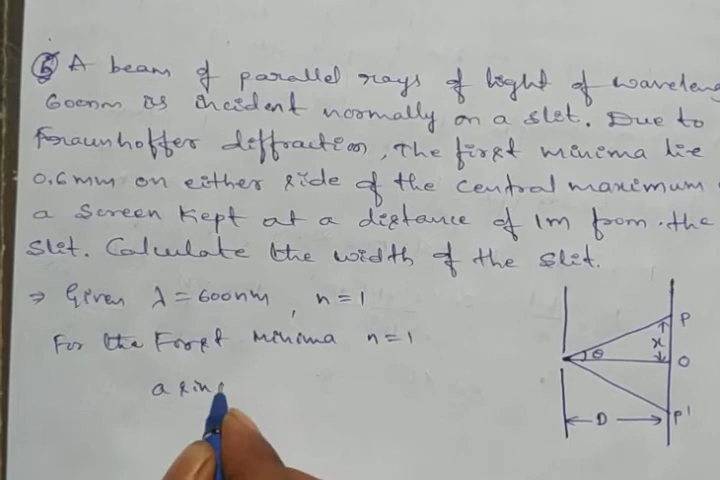 ⑥ A beam of parallel rays of light of waveleng
600nm is incident normally on a slit. Due to
Fraunhoffer diffraction, the first minima lie
0.6mm on either side of the central maximum
a screen kept at a distance of 1m from the
slit. Calculate the width of the slit.
⇒ Given λ = 600nm, n = 1
For the First Minima n = 1
a sin
P
x
θ
O
D
P'